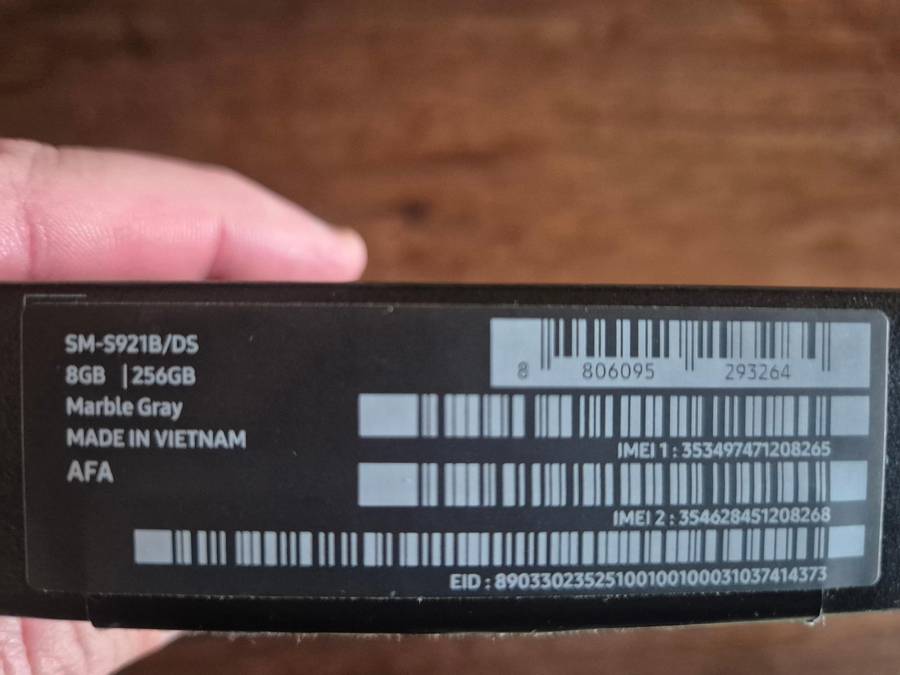 SM-S921B/DS
8GB | 256GB
Marble Gray
MADE IN VIETNAM
AFA
8 806095 293264
IMEI 1 : 353497471208265
IMEI 2 : 354628451208268
EID : 89033023525100100100031037414373